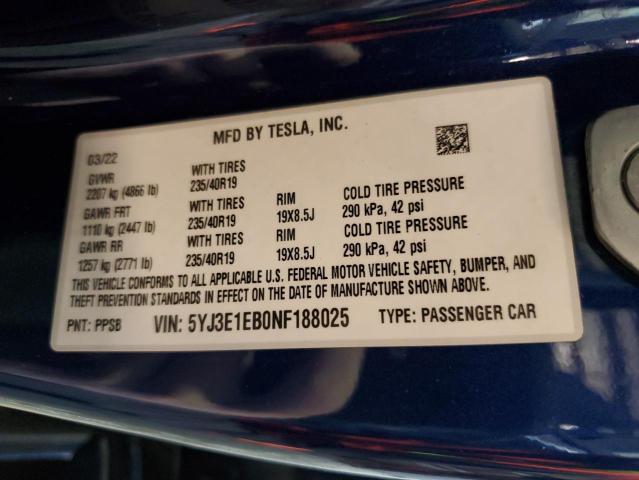 MFD BY TESLA, INC.
03/22
GVWR WITH TIRES
2207 kg (4866 lb) 235/40R19
GAWR FRT WITH TIRES RIM COLD TIRE PRESSURE
1110 kg (2447 lb) 235/40R19 19X8.5J 290 kPa, 42 psi
GAWR RR WITH TIRES RIM COLD TIRE PRESSURE
1257 kg (2771 lb) 235/40R19 19X8.5J 290 kPa, 42 psi
THIS VEHICLE CONFORMS TO ALL APPLICABLE U.S. FEDERAL MOTOR VEHICLE SAFETY, BUMPER, AND
THEFT PREVENTION STANDARDS IN EFFECT ON THE DATE OF MANUFACTURE SHOWN ABOVE.
PNT: PPSB VIN: 5YJ3E1EB0NF188025 TYPE: PASSENGER CAR